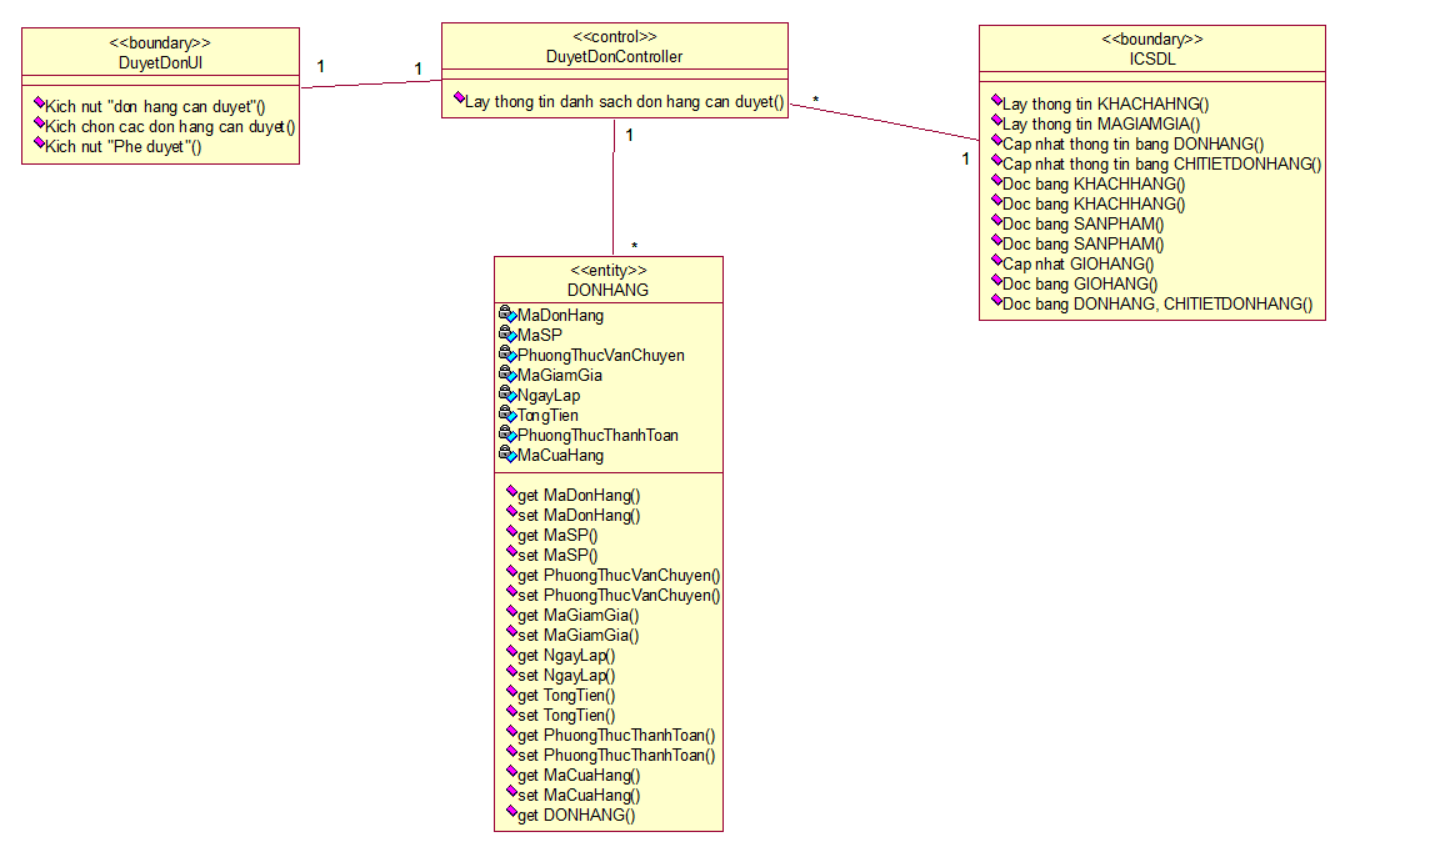 <<boundary>>
DuyetDonUI
Kich nut "don hang can duyet"()
Kich chon cac don hang can duyet()
Kich nut "Phe duyet"()
1
1
<<control>>
DuyetDonController
Lay thong tin danh sach don hang can duyet()
*
1
1
*
<<boundary>>
ICSDL
Lay thong tin KHACHAHNG()
Lay thong tin MAGIAMGIA()
Cap nhat thong tin bang DONHANG()
Cap nhat thong tin bang CHITIETDONHANG()
Doc bang KHACHHANG()
Doc bang KHACHHANG()
Doc bang SANPHAM()
Doc bang SANPHAM()
Cap nhat GIOHANG()
Doc bang GIOHANG()
Doc bang DONHANG, CHITIETDONHANG()
<<entity>>
DONHANG
MaDonHang
MaSP
PhuongThucVanChuyen
MaGiamGia
NgayLap
TongTien
PhuongThucThanhToan
MaCuaHang
get MaDonHang()
set MaDonHang()
get MaSP()
set MaSP()
get PhuongThucVanChuyen()
set PhuongThucVanChuyen()
get MaGiamGia()
set MaGiamGia()
get NgayLap()
set NgayLap()
get TongTien()
set TongTien()
get PhuongThucThanhToan()
set PhuongThucThanhToan()
get MaCuaHang()
set MaCuaHang()
get DONHANG()